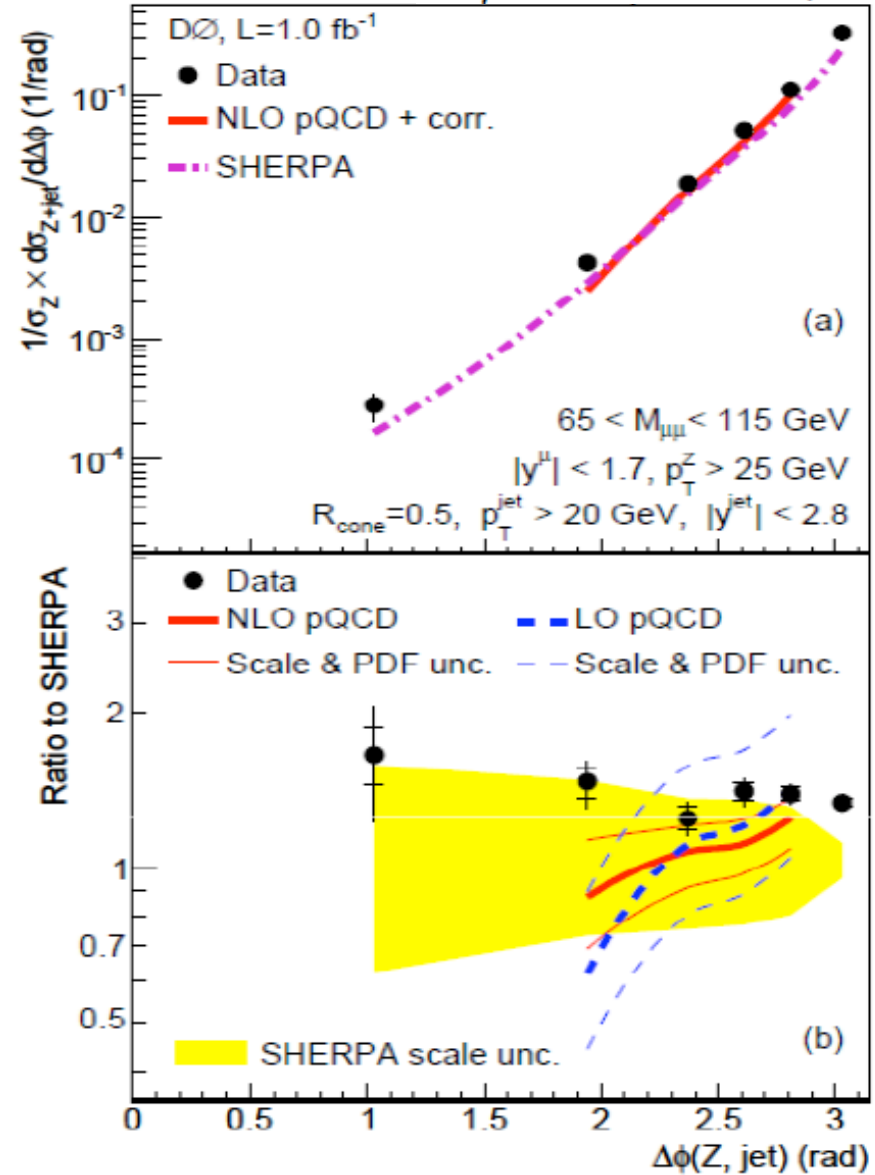 DØ, L=1.0 fb⁻¹
Data
NLO pQCD + corr.
SHERPA
1/σ_Z × dσ_Z+jet/dΔϕ (1/rad)
10⁻¹
10⁻²
10⁻³
10⁻⁴
(a)
65 < M_μμ < 115 GeV
|y^μ| < 1.7, p_T^Z > 25 GeV
R_cone=0.5, p_T^jet > 20 GeV, |y^jet| < 2.8
Ratio to SHERPA
Data
NLO pQCD LO pQCD
Scale & PDF unc. Scale & PDF unc.
3
2
1
0.7
0.5
SHERPA scale unc.
(b)
0 0.5 1 1.5 2 2.5 3
Δϕ(Z, jet) (rad)